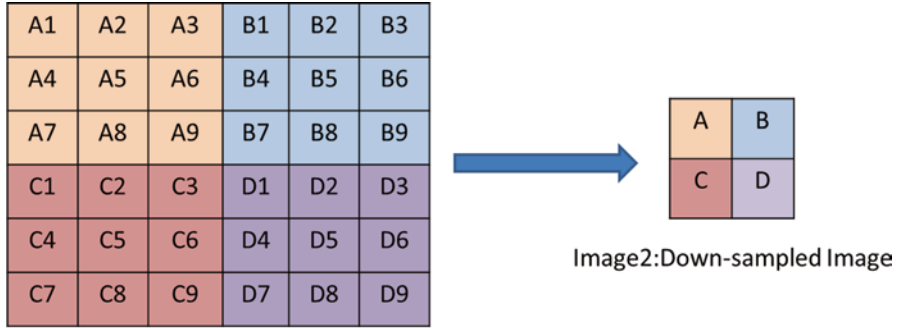 A1 A2 A3 B1 B2 B3
A4 A5 A6 B4 B5 B6
A7 A8 A9 B7 B8 B9
C1 C2 C3 D1 D2 D3
C4 C5 C6 D4 D5 D6
C7 C8 C9 D7 D8 D9
A B
C D
Image2:Down-sampled Image